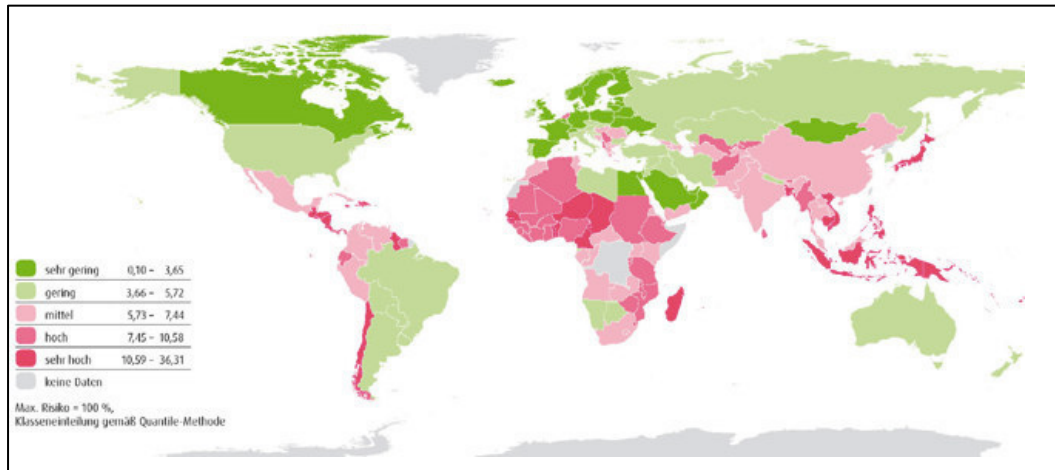 sehr gering 0,10 – 3,65
gering 3,66 – 5,72
mittel 5,73 – 7,44
hoch 7,45 – 10,58
sehr hoch 10,59 – 36,31
keine Daten
Max. Risiko = 100 %,
Klasseneinteilung gemäß Quantile-Methode